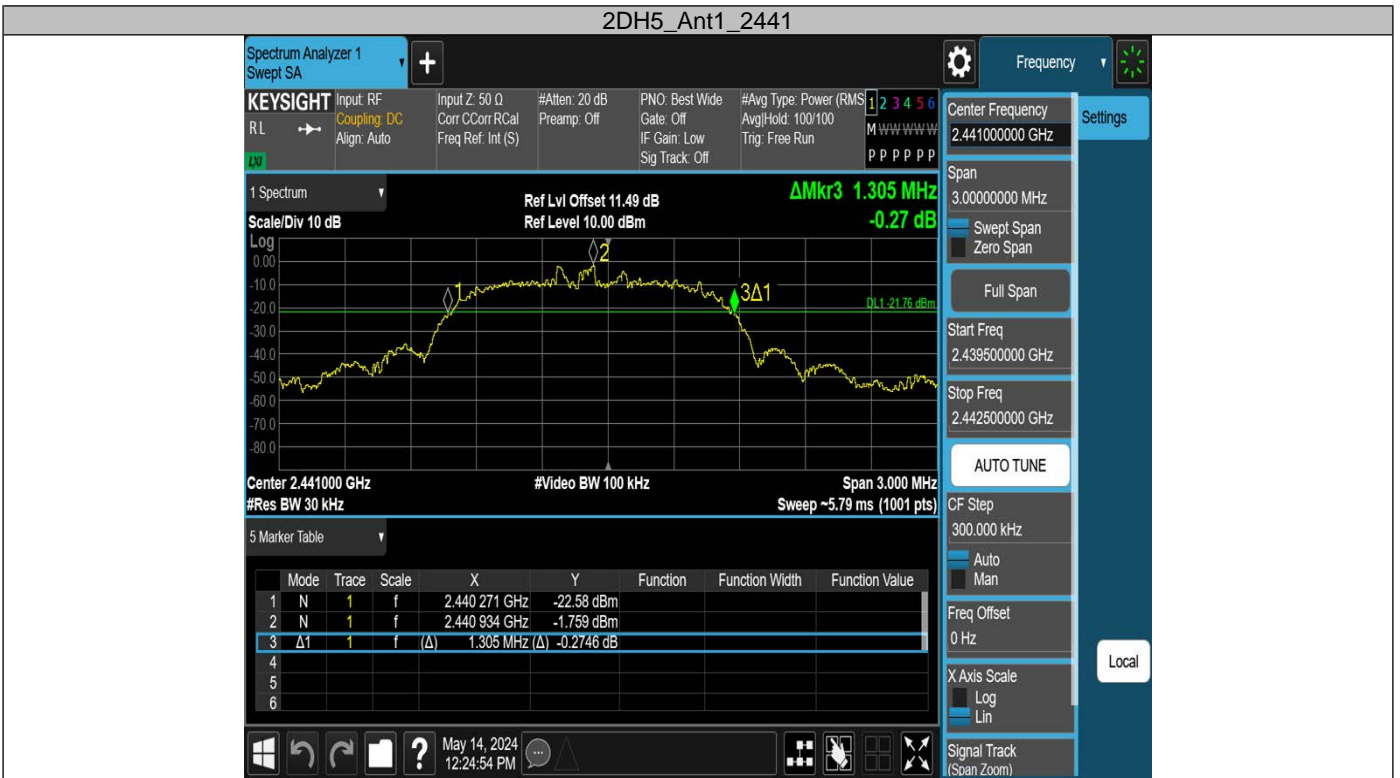 2DH5_Ant1_2441
Spectrum Analyzer 1
Swept SA
+
Frequency
KEYSIGHT
RL
LXI
Input: RF
Coupling: DC
Align: Auto
Input Z: 50 Ω
Corr CCorr RCal
Freq Ref: Int (S)
#Atten: 20 dB
Preamp: Off
PNO: Best Wide
Gate: Off
IF Gain: Low
Sig Track: Off
#Avg Type: Power (RMS
Avg|Hold: 100/100
Trig: Free Run
1 2 3 4 5 6
M W W W W W
P P P P P P
1 Spectrum
Scale/Div 10 dB
Ref Lvl Offset 11.49 dB
Ref Level 10.00 dBm
ΔMkr3 1.305 MHz
-0.27 dB
Log
0.00
-10.0
-20.0
-30.0
-40.0
-50.0
-60.0
-70.0
-80.0
1
2
3Δ1
DL1 -21.76 dBm
Center 2.441000 GHz
#Video BW 100 kHz
Span 3.000 MHz
#Res BW 30 kHz
Sweep ~5.79 ms (1001 pts)
5 Marker Table
Mode Trace Scale X Y Function Function Width Function Value
1 N 1 f 2.440 271 GHz -22.58 dBm
2 N 1 f 2.440 934 GHz -1.759 dBm
3 Δ1 1 f (Δ) 1.305 MHz (Δ) -0.2746 dB
4
5
6
?
May 14, 2024
12:24:54 PM
Center Frequency
2.441000000 GHz
Settings
Span
3.00000000 MHz
Swept Span
Zero Span
Full Span
Start Freq
2.439500000 GHz
Stop Freq
2.442500000 GHz
AUTO TUNE
CF Step
300.000 kHz
Auto
Man
Freq Offset
0 Hz
Local
X Axis Scale
Log
Lin
Signal Track
(Span Zoom)